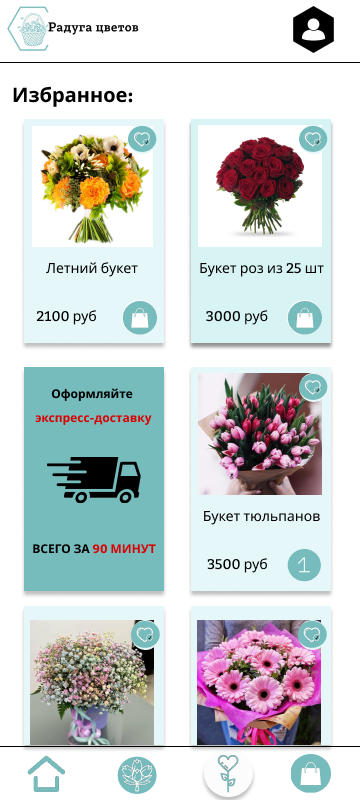 Радуга цветов
Избранное:
Летний букет
Букет роз из 25 шт
2100 руб
3000 руб
Оформляйте
экспресс-доставку
ВСЕГО ЗА 90 МИНУТ
Букет тюльпанов
3500 руб
1